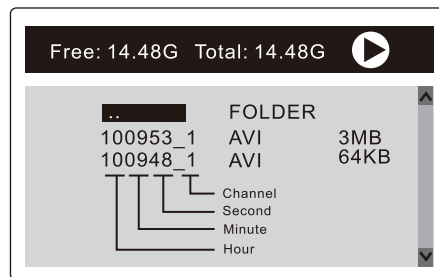 Free: 14.48G Total: 14.48G
.. FOLDER
100953_1 AVI 3MB
100948_1 AVI 64KB
Channel
Second
Minute
Hour